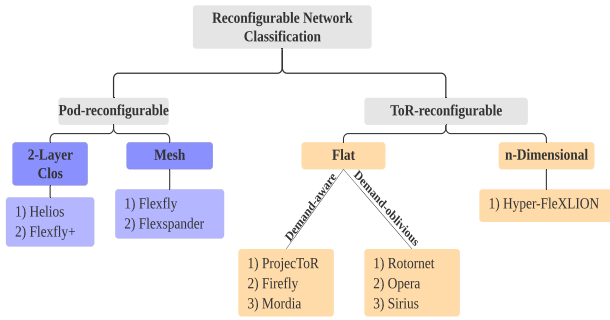 Reconfigurable Network
Classification
Pod-reconfigurable
ToR-reconfigurable
2-Layer
Clos
Mesh
Flat
n-Dimensional
1) Helios
2) Flexfly+
1) Flexfly
2) Flexspander
Demand-aware
Demand-oblivious
1) Hyper-FleXLION
1) ProjecToR
2) Firefly
3) Mordia
1) Rotornet
2) Opera
3) Sirius